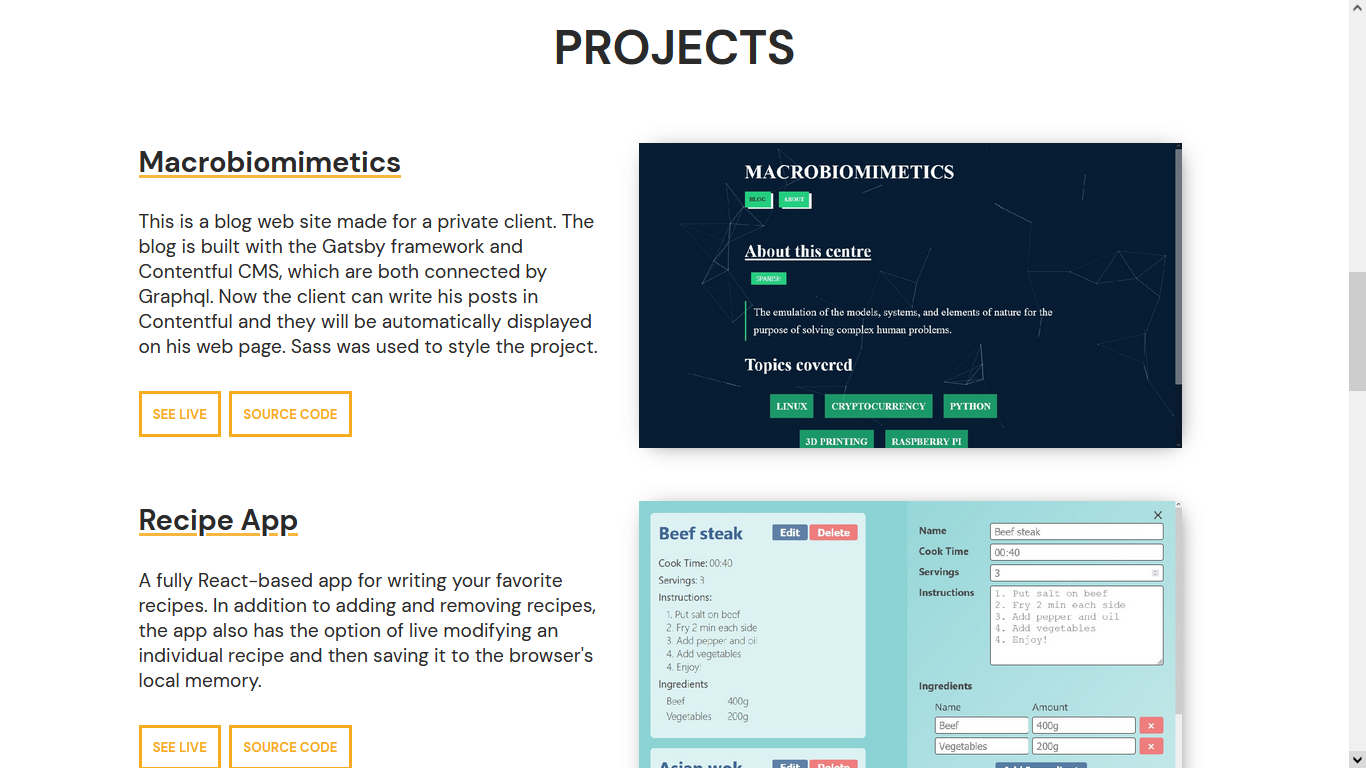 PROJECTS
Macrobiomimetics
This is a blog web site made for a private client. The
blog is built with the Gatsby framework and
Contentful CMS, which are both connected by
Graphql. Now the client can write his posts in
Contentful and they will be automatically displayed
on his web page. Sass was used to style the project.
SEE LIVE SOURCE CODE
MACROBIOMIMETICS
BLOG ABOUT
About this centre
SPANISH
The emulation of the models, systems, and elements of nature for the
purpose of solving complex human problems.
Topics covered
LINUX CRYPTOCURRENCY PYTHON
3D PRINTING RASPBERRY PI
Recipe App
A fully React-based app for writing your favorite
recipes. In addition to adding and removing recipes,
the app also has the option of live modifying an
individual recipe and then saving it to the browser's
local memory.
SEE LIVE SOURCE CODE
Beef steak Edit Delete
Cook Time: 00:40
Servings: 3
Instructions:
1. Put salt on beef
2. Fry 2 min each side
3. Add pepper and oil
4. Add vegetables
4. Enjoy!
Ingredients
Beef 400g
Vegetables 200g
Asian wok Edit Delete
Name Beef steak
Cook Time 00:40
Servings 3
Instructions 1. Put salt on beef
2. Fry 2 min each side
3. Add pepper and oil
4. Add vegetables
4. Enjoy!
Ingredients
Name Amount
Beef 400g
Vegetables 200g